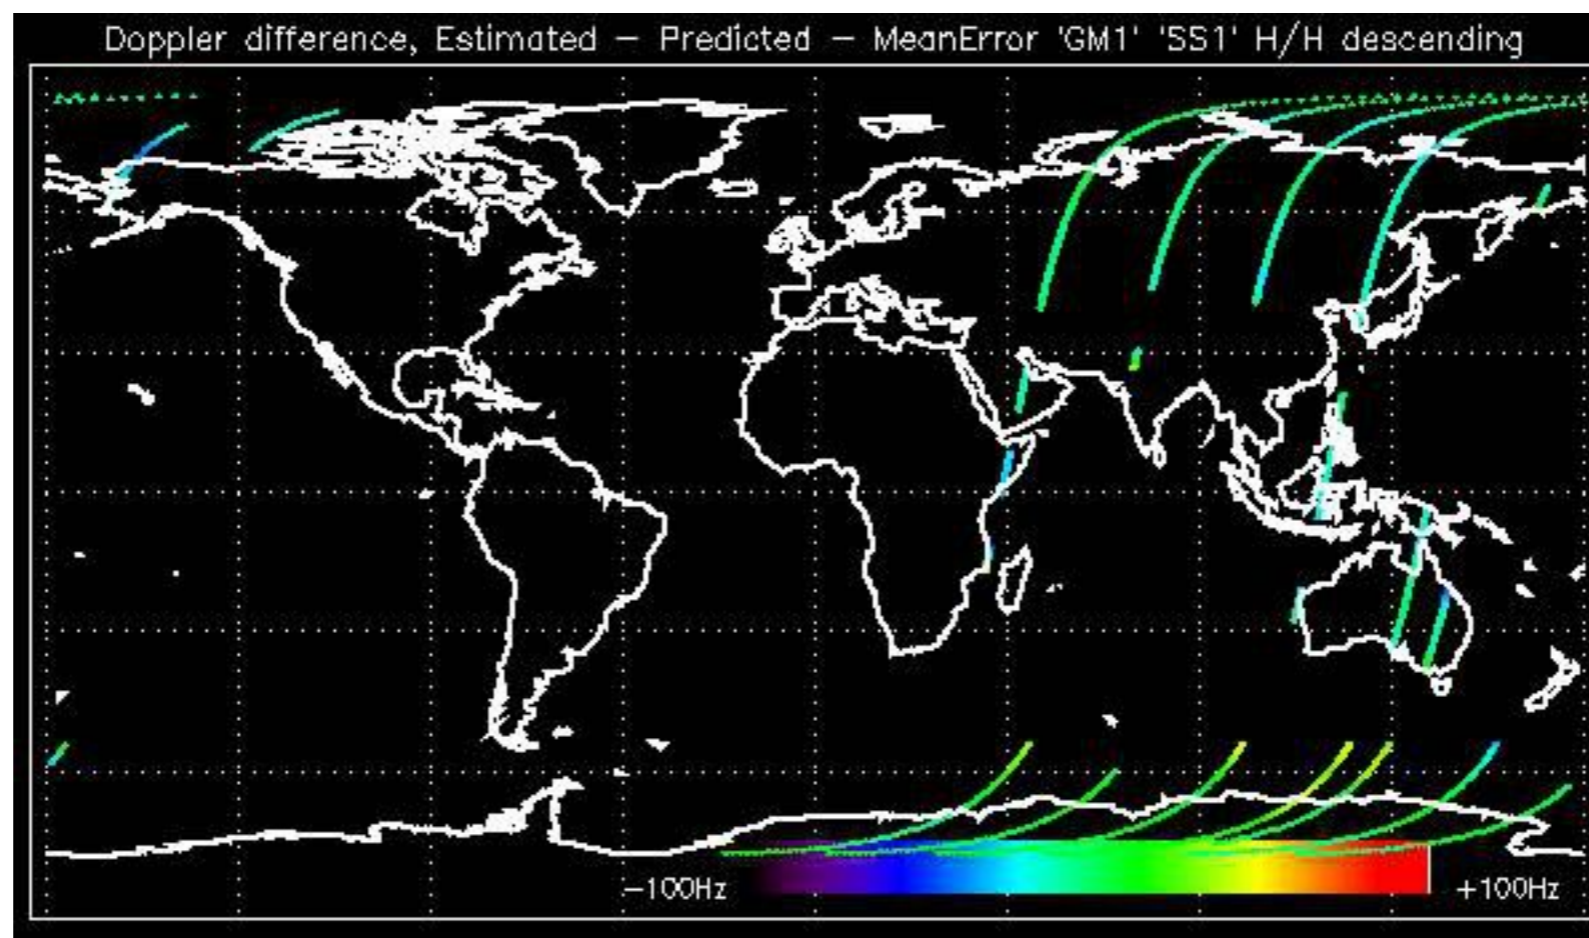 Doppler difference, Estimated – Predicted – MeanError 'GM1' 'SS1' H/H descending
-100Hz +100Hz